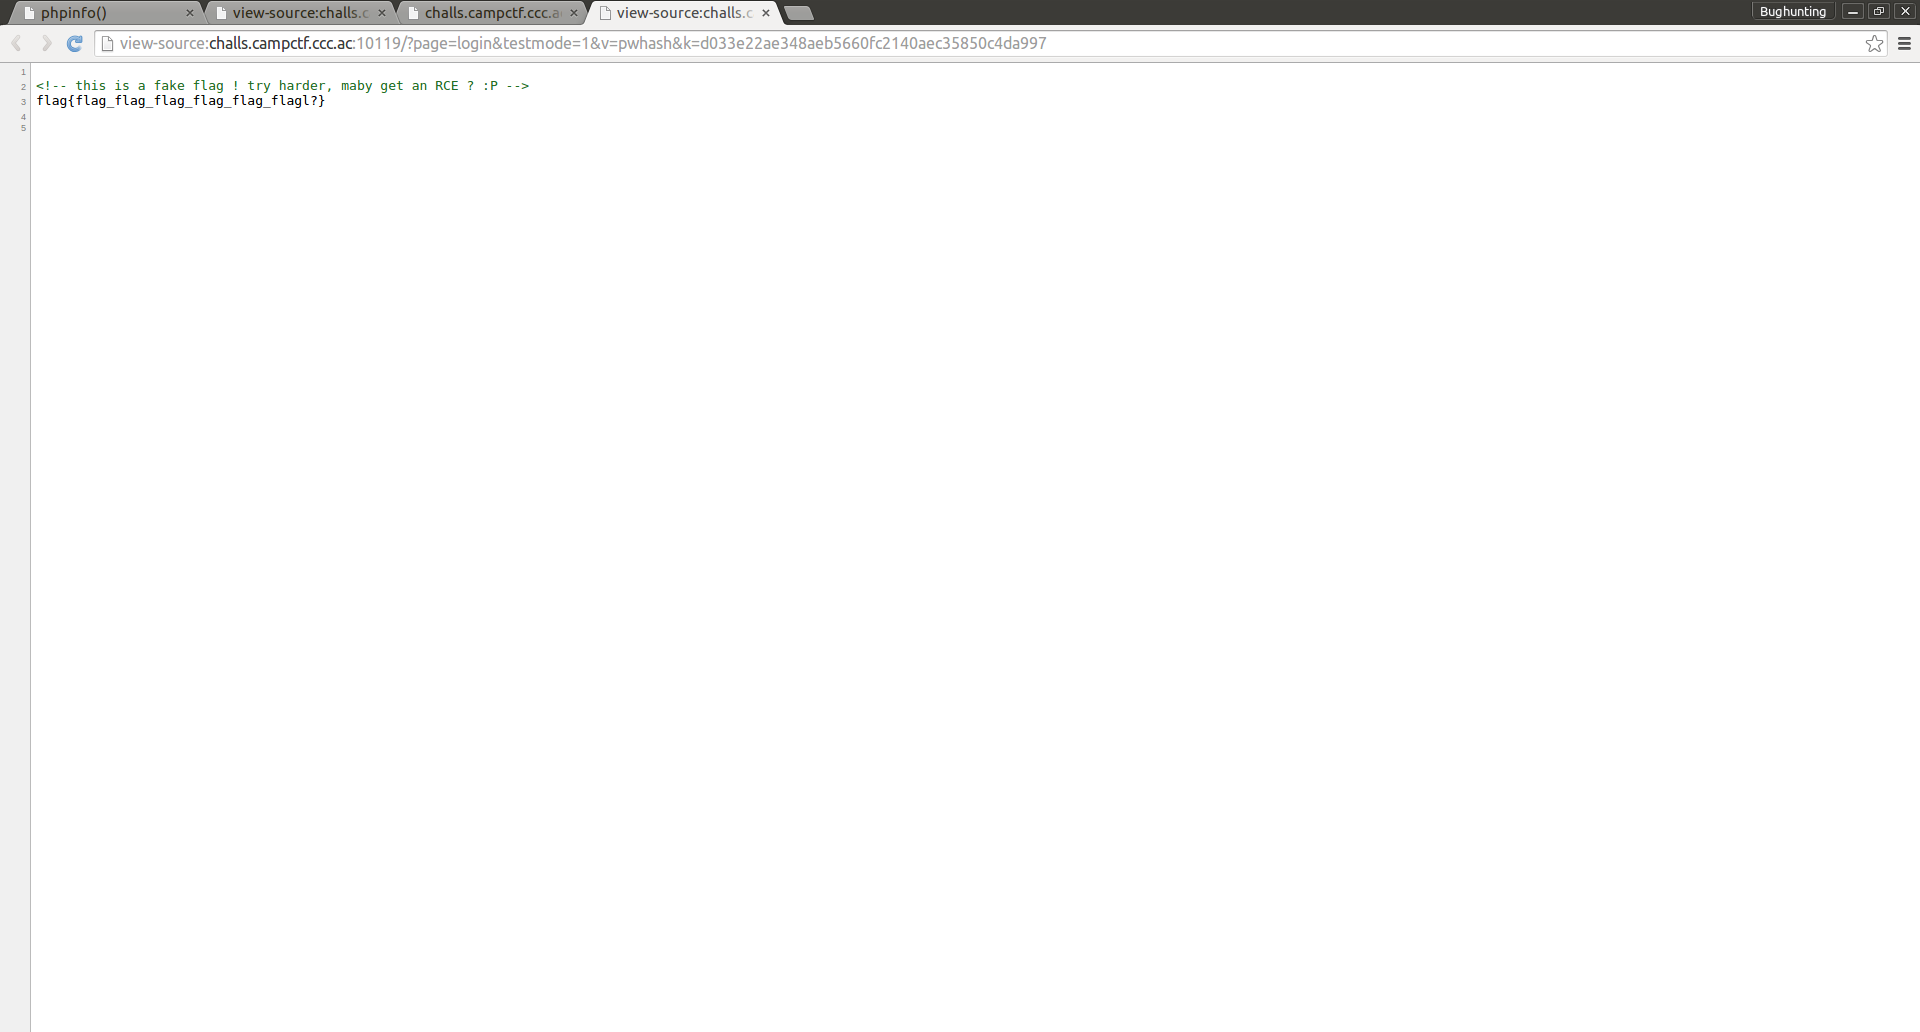 phpinfo()
view-source:challs.c
challs.campctf.ccc.a
view-source:challs.c
Bughunting
view-source:challs.campctf.ccc.ac:10119/?page=login&testmode=1&v=pwhash&k=d033e22ae348aeb5660fc2140aec35850c4da997
1
2 <!-- this is a fake flag ! try harder, maby get an RCE ? :P -->
3 flag{flag_flag_flag_flag_flag_flagl?}
4
5